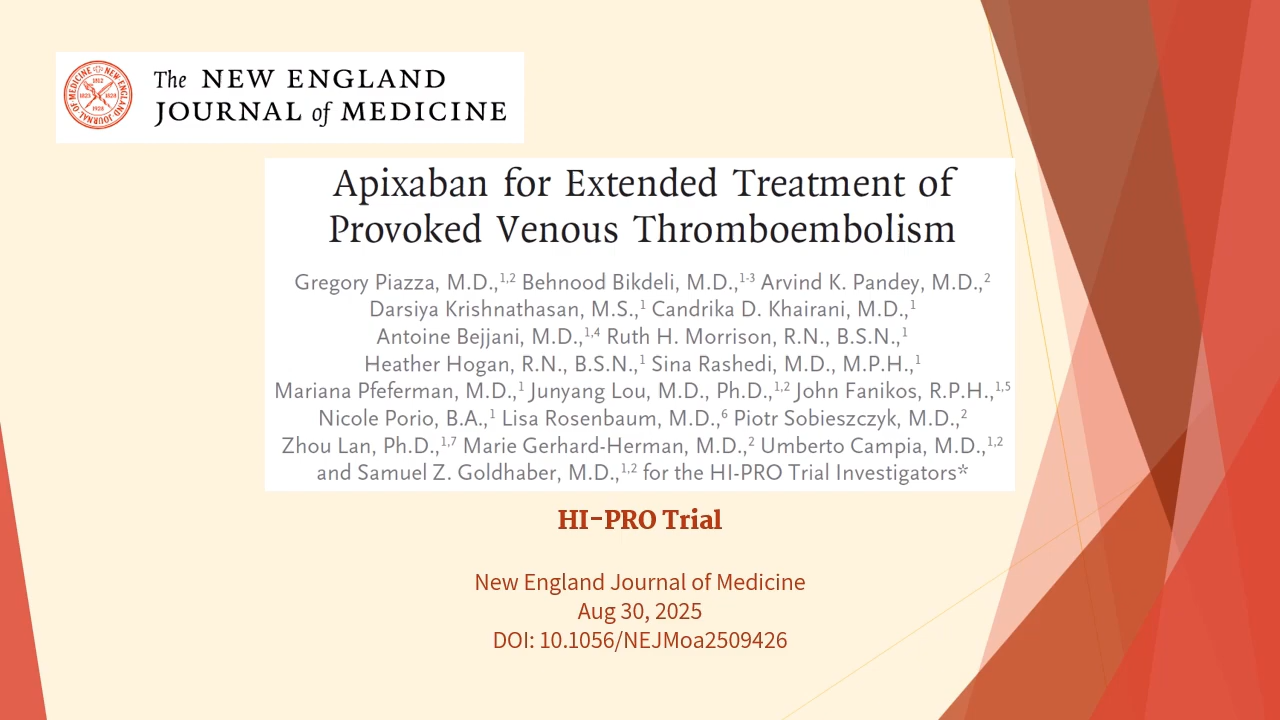 The NEW ENGLAND
JOURNAL of MEDICINE
Apixaban for Extended Treatment of
Provoked Venous Thromboembolism
Gregory Piazza, M.D.,1,2 Behnood Bikdeli, M.D.,1-3 Arvind K. Pandey, M.D.,2
Darsiya Krishnathasan, M.S.,1 Candrika D. Khairani, M.D.,1
Antoine Bejjani, M.D.,1,4 Ruth H. Morrison, R.N., B.S.N.,1
Heather Hogan, R.N., B.S.N.,1 Sina Rashedi, M.D., M.P.H.,1
Mariana Pfeferman, M.D.,1 Junyang Lou, M.D., Ph.D.,1,2 John Fanikos, R.P.H.,1,5
Nicole Porio, B.A.,1 Lisa Rosenbaum, M.D.,6 Piotr Sobieszczyk, M.D.,2
Zhou Lan, Ph.D.,1,7 Marie Gerhard-Herman, M.D.,2 Umberto Campia, M.D.,1,2
and Samuel Z. Goldhaber, M.D.,1,2 for the HI-PRO Trial Investigators*
HI-PRO Trial
New England Journal of Medicine
Aug 30, 2025
DOI: 10.1056/NEJMoa2509426